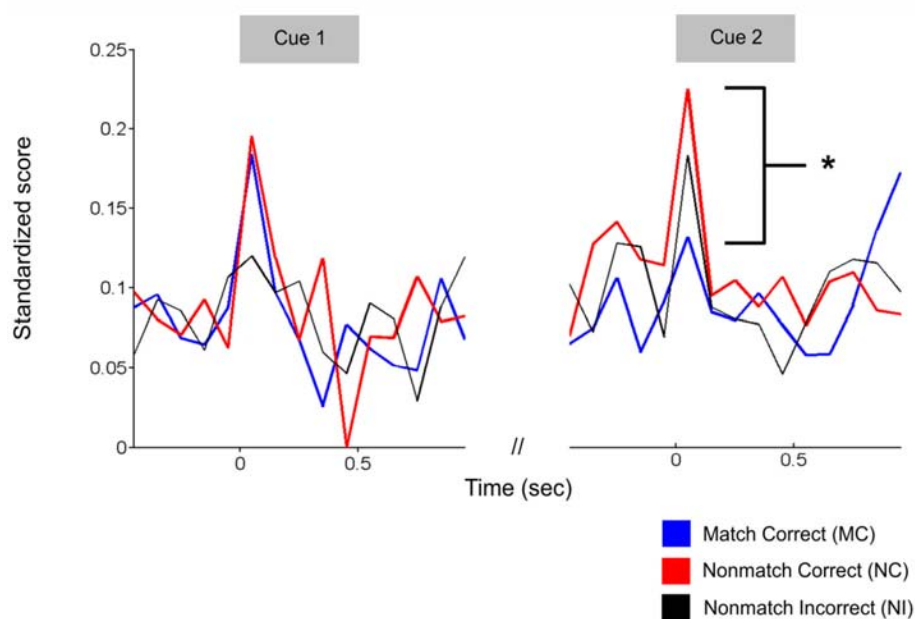 Cue 1
Cue 2
0.25
0.2
0.15
0.1
0.05
0
Standardized score
*
0
0.5
//
0
0.5
Time (sec)
Match Correct (MC)
Nonmatch Correct (NC)
Nonmatch Incorrect (NI)